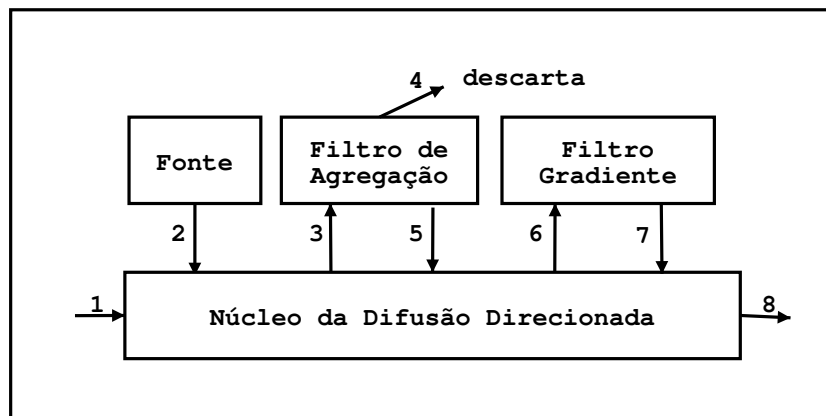 4 descarta
Fonte
Filtro de
Agregação
Filtro
Gradiente
2
3
5
6
7
1
Núcleo da Difusão Direcionada
8